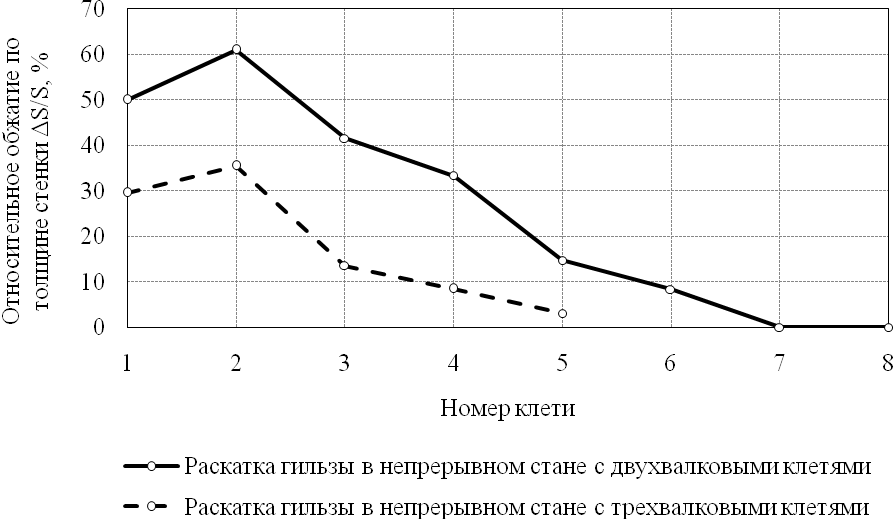 Относительное обжатие по
толщине стенки ΔS/S, %
70
60
50
40
30
20
10
0
1 2 3 4 5 6 7 8
Номер клети
Раскатка гильзы в непрерывном стане с двухвалковыми клетями
Раскатка гильзы в непрерывном стане с трехвалковыми клетями